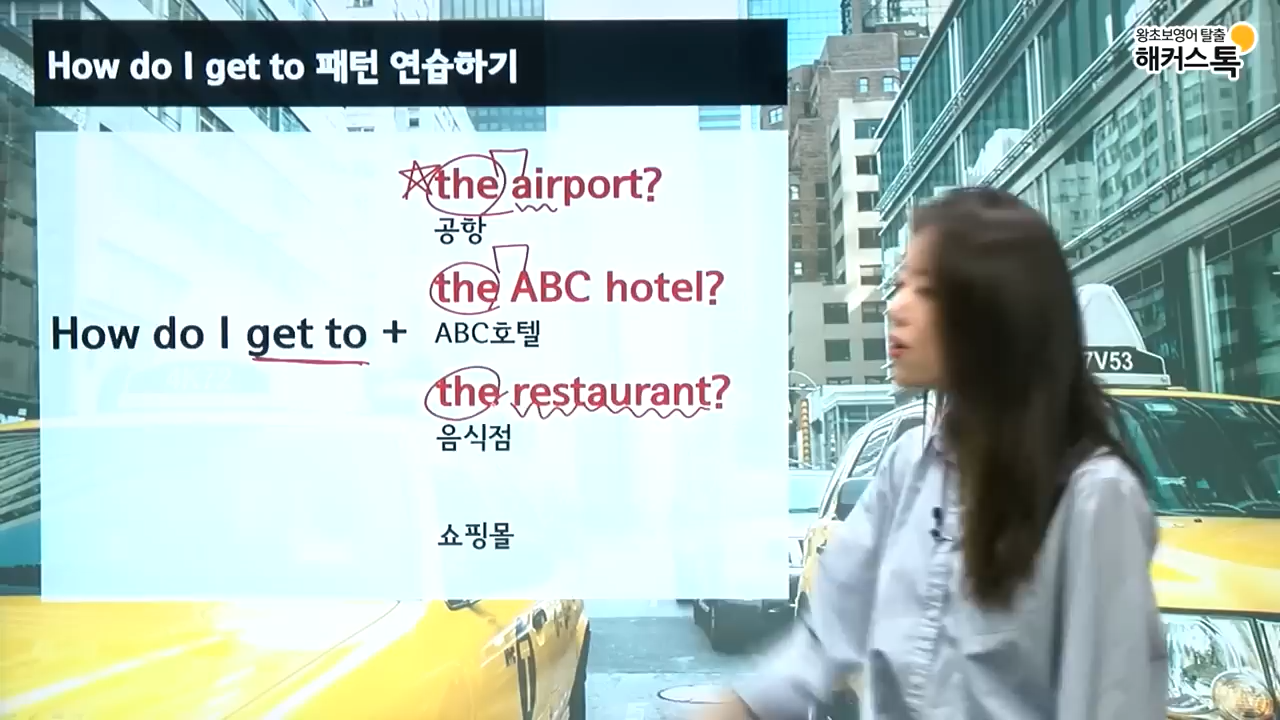 How do I get to 패턴 연습하기
왕초보영어 탈출
해커스톡
the airport?
공항
the ABC hotel?
How do I get to +
ABC호텔
the restaurant?
음식점
쇼핑몰
7V53